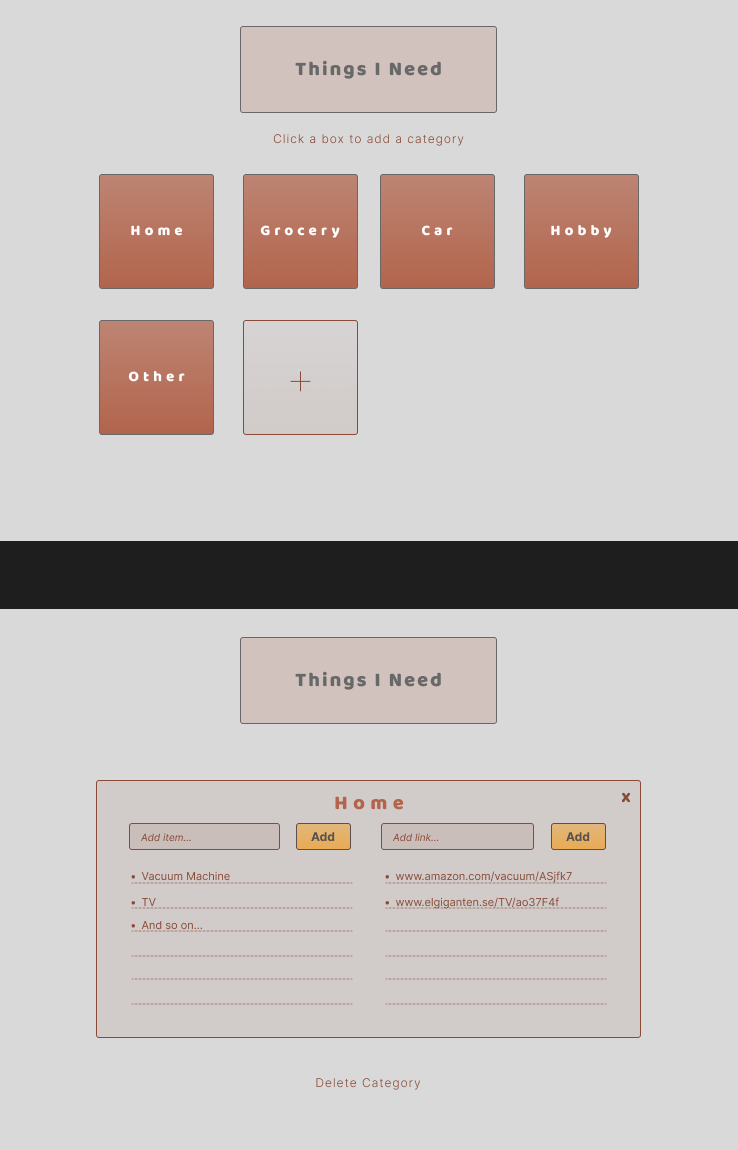 Things I Need
Click a box to add a category
Home Grocery Car Hobby
Other +
Things I Need
Home x
Add item... Add Add link... Add
• Vacuum Machine • www.amazon.com/vacuum/ASjfk7
• TV • www.elgiganten.se/TV/ao37F4f
• And so on...
Delete Category